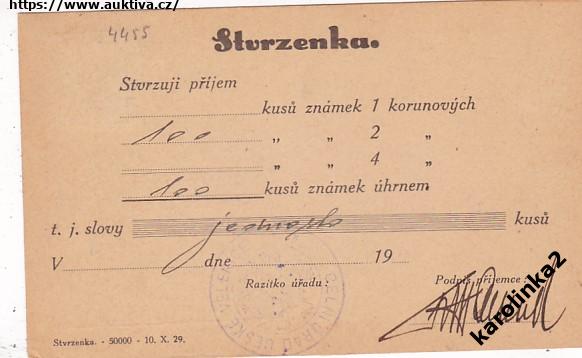 https://www.auktiva.cz/
4455
Stvrzenka.
Stvrzuji příjem
kusů známek 1 korunových
100 „ „ 2 „
„ „ 4 „
100 kusů známek úhrnem
t. j. slovy jednosto kusů
V dne 19
Razítko úřadu: Podpis příjemce:
karolinka2
Stvrzenka. - 50000 - 10. X. 29.